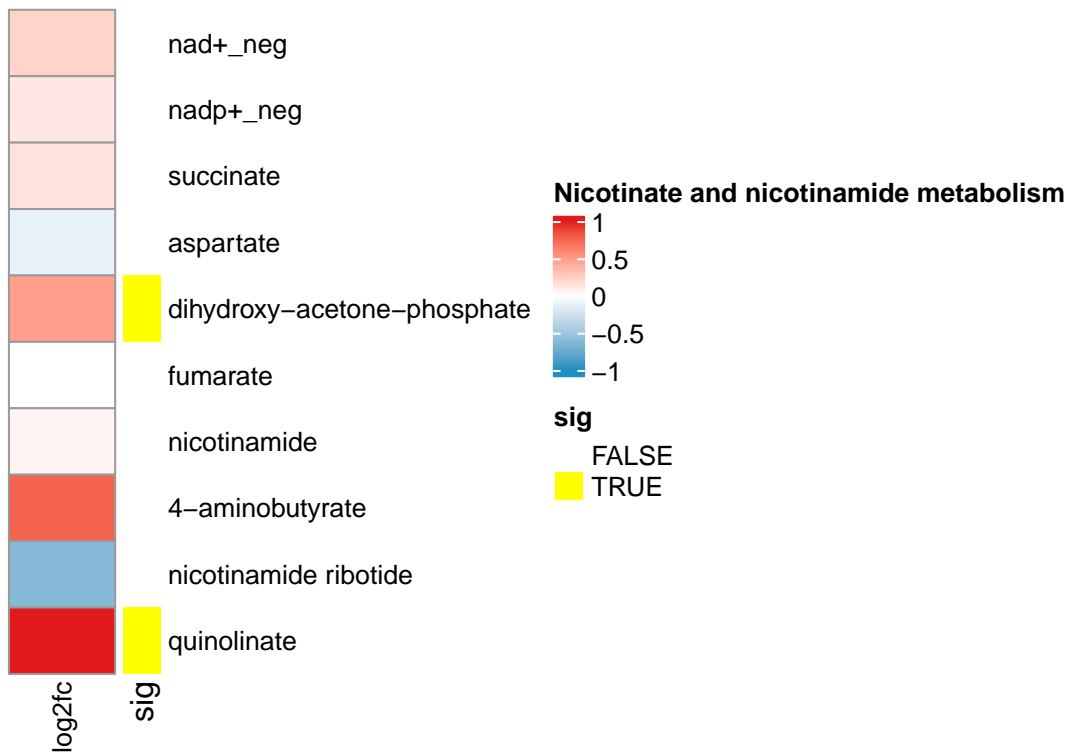 nad+_neg
nadp+_neg
succinate
aspartate
dihydroxy−acetone−phosphate
fumarate
nicotinamide
4−aminobutyrate
nicotinamide ribotide
quinolinate
log2fc
sig
Nicotinate and nicotinamide metabolism
1
0.5
0
−0.5
−1
sig
FALSE
TRUE